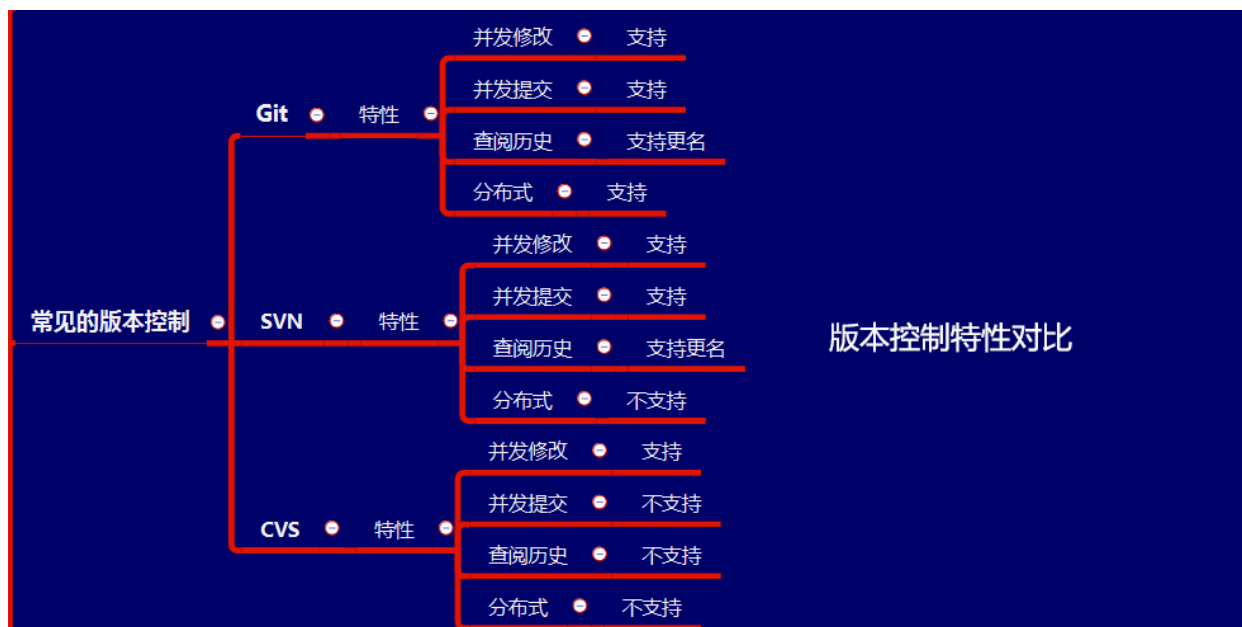 并发修改 支持
并发提交 支持
Git 特性
查阅历史 支持更名
分布式 支持
并发修改 支持
并发提交 支持
常见的版本控制 SVN 特性
版本控制特性对比
查阅历史 支持更名
分布式 不支持
并发修改 支持
并发提交 不支持
CVS 特性
查阅历史 不支持
分布式 不支持